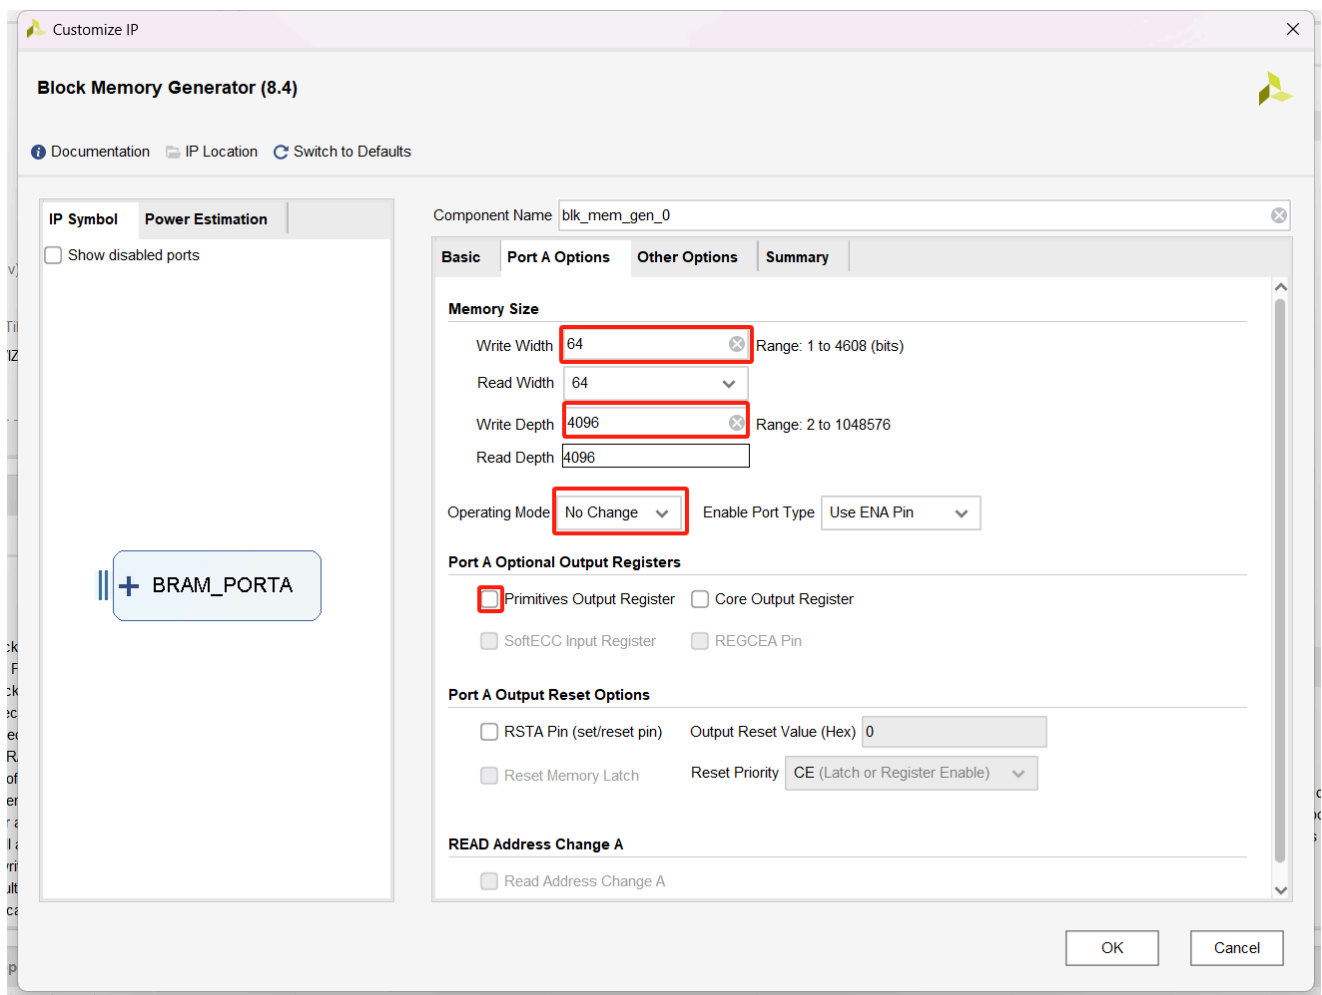 Customize IP
Block Memory Generator (8.4)
Documentation IP Location Switch to Defaults
IP Symbol Power Estimation
Show disabled ports
BRAM_PORTA
Component Name blk_mem_gen_0
Basic Port A Options Other Options Summary
Memory Size
Write Width 64 Range: 1 to 4608 (bits)
Read Width 64
Write Depth 4096 Range: 2 to 1048576
Read Depth 4096
Operating Mode No Change Enable Port Type Use ENA Pin
Port A Optional Output Registers
Primitives Output Register Core Output Register
SoftECC Input Register REGCEA Pin
Port A Output Reset Options
RSTA Pin (set/reset pin) Output Reset Value (Hex) 0
Reset Memory Latch Reset Priority CE (Latch or Register Enable)
READ Address Change A
Read Address Change A
OK Cancel